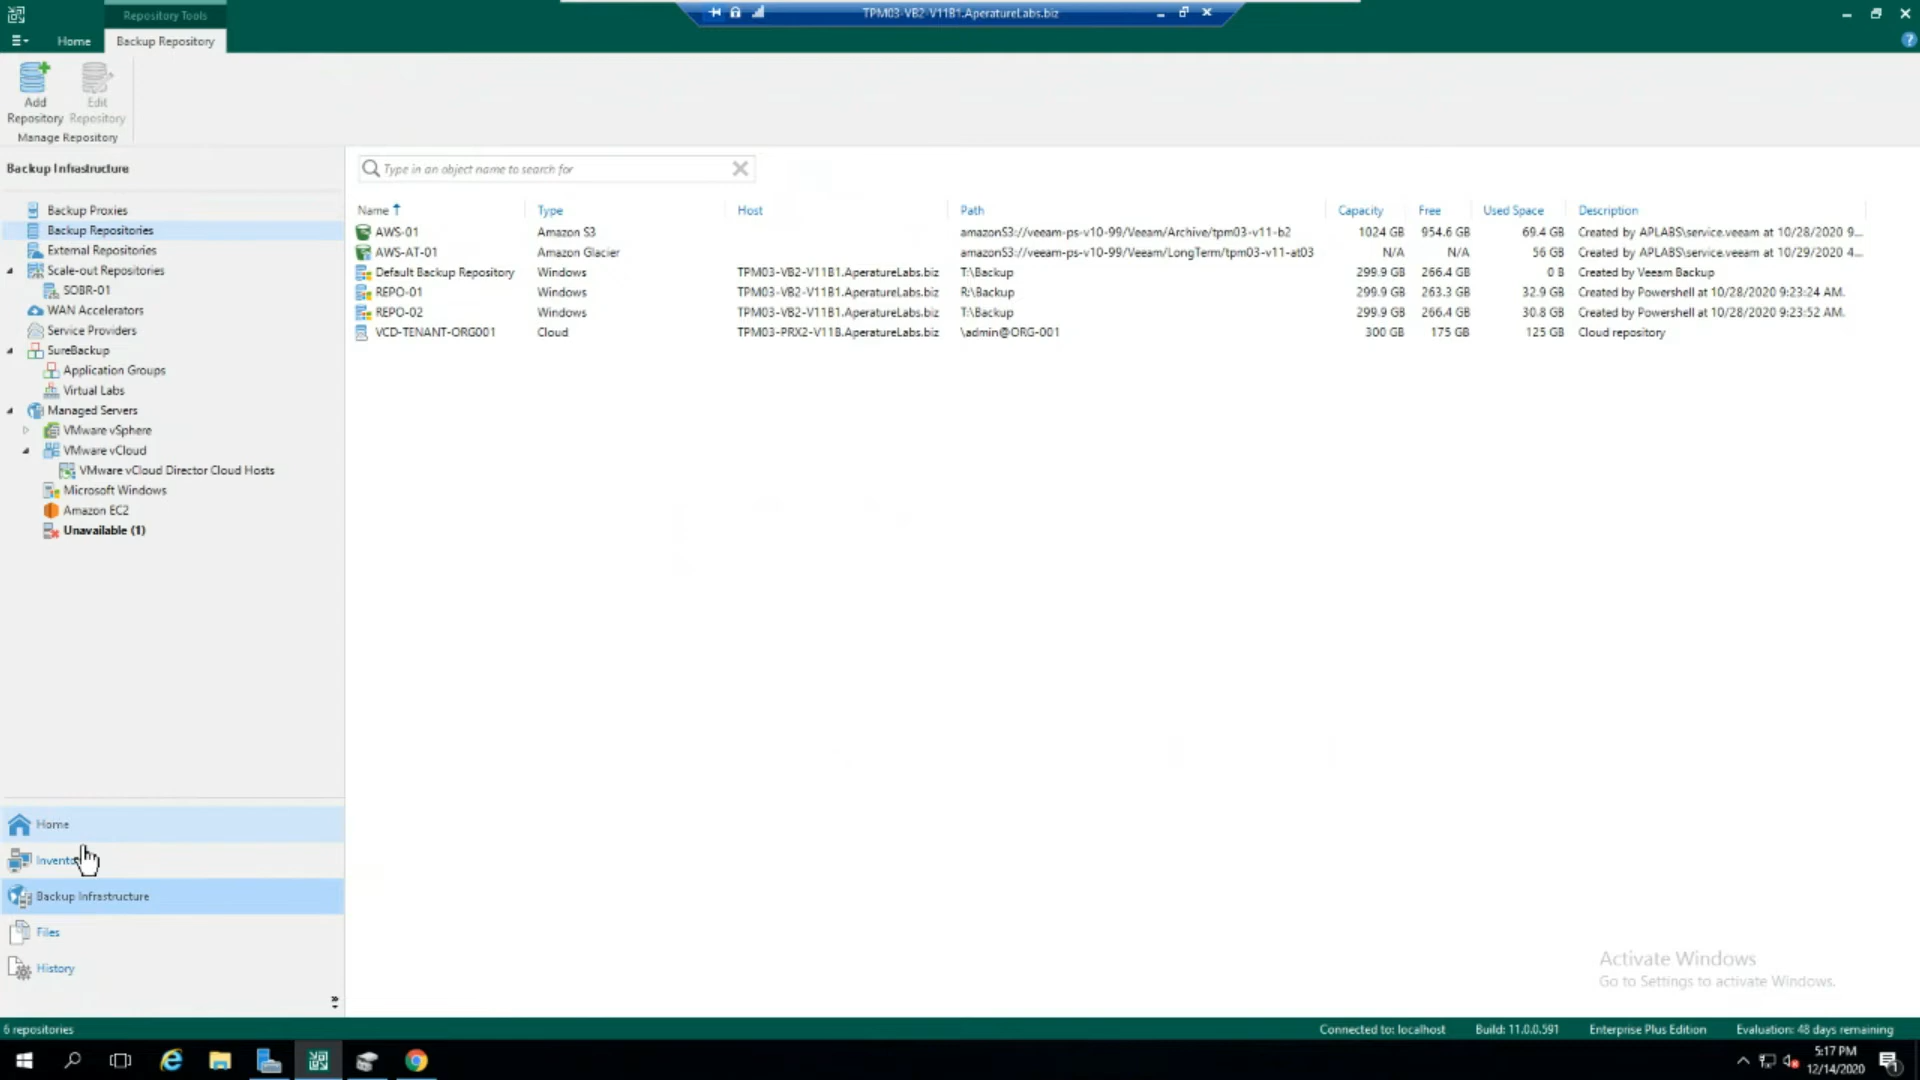 Repository Tools
TPM03-VB2-V11B1.AperatureLabs.biz
Home
Backup Repository
Add Repository
Edit Repository
Manage Repository
Backup Infrastructure
Backup Proxies
Backup Repositories
External Repositories
Scale-out Repositories
SOBR-01
WAN Accelerators
Service Providers
SureBackup
Application Groups
Virtual Labs
Managed Servers
VMware vSphere
VMware vCloud
VMware vCloud Director Cloud Hosts
Microsoft Windows
Amazon EC2
Unavailable (1)
Home
Backup Infrastructure
Files
History
Type in an object name to search for
Name Type Host Path Capacity Free Used Space Description
AWS-01 Amazon S3 amazonS3://veeam-ps-v10-99/Veeam/Archive/tpm03-v11-b2 1024 GB 954.6 GB 69.4 GB Created by APLABS\service.veeam at 10/28/2020 9...
AWS-AT-01 Amazon Glacier amazonS3://veeam-ps-v10-99/Veeam/LongTerm/tpm03-v11-at03 N/A N/A 56 GB Created by APLABS\service.veeam at 10/29/2020 4...
Default Backup Repository Windows TPM03-VB2-V11B1.AperatureLabs.biz T:\Backup 299.9 GB 266.4 GB 0 B Created by Veeam Backup
REPO-01 Windows TPM03-VB2-V11B1.AperatureLabs.biz R:\Backup 299.9 GB 263.3 GB 32.9 GB Created by Powershell at 10/28/2020 9:23:24 AM.
REPO-02 Windows TPM03-VB2-V11B1.AperatureLabs.biz T:\Backup 299.9 GB 266.4 GB 30.8 GB Created by Powershell at 10/28/2020 9:23:52 AM.
VCD-TENANT-ORG001 Cloud TPM03-PRX2-V11B.AperatureLabs.biz \admin@ORG-001 300 GB 175 GB 125 GB Cloud repository
Activate Windows
Go to Settings to activate Windows.
6 repositories
Connected to: localhost
Build: 11.0.0.591
Enterprise Plus Edition
Evaluation: 48 days remaining
5:17 PM
12/14/2020
1